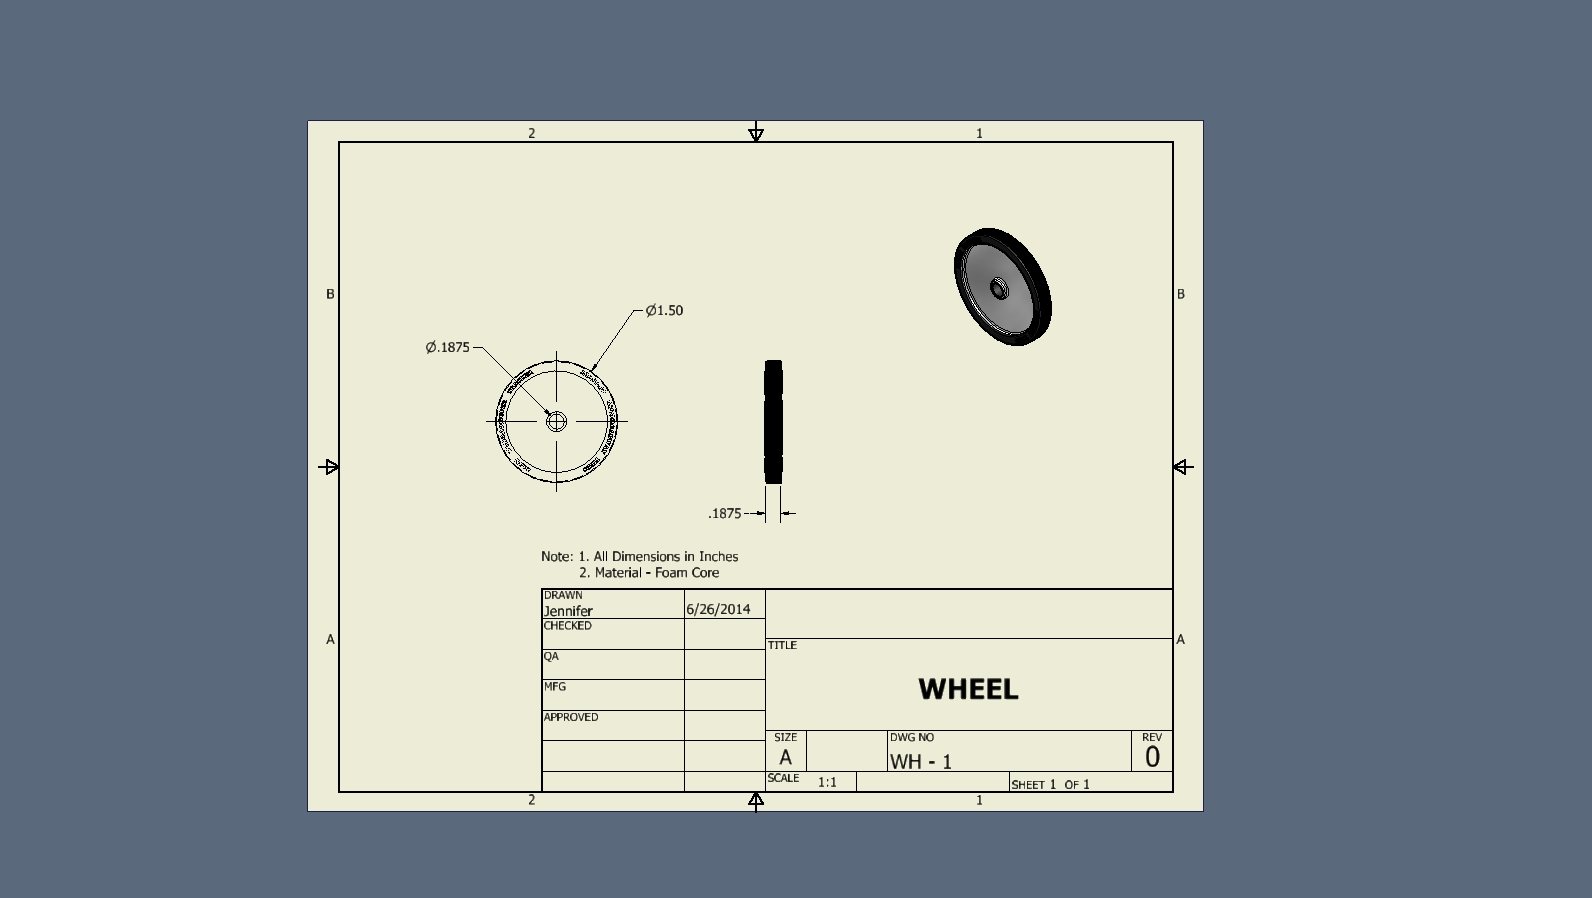 2 1
B B
Ø1.50
Ø.1875
.1875
Note: 1. All Dimensions in Inches
2. Material - Foam Core
DRAWN
Jennifer 6/26/2014
CHECKED
A A
TITLE
QA
WHEEL
MFG
APPROVED
SIZE DWG NO REV
A WH - 1 0
SCALE 1:1 SHEET 1 OF 1
2 1